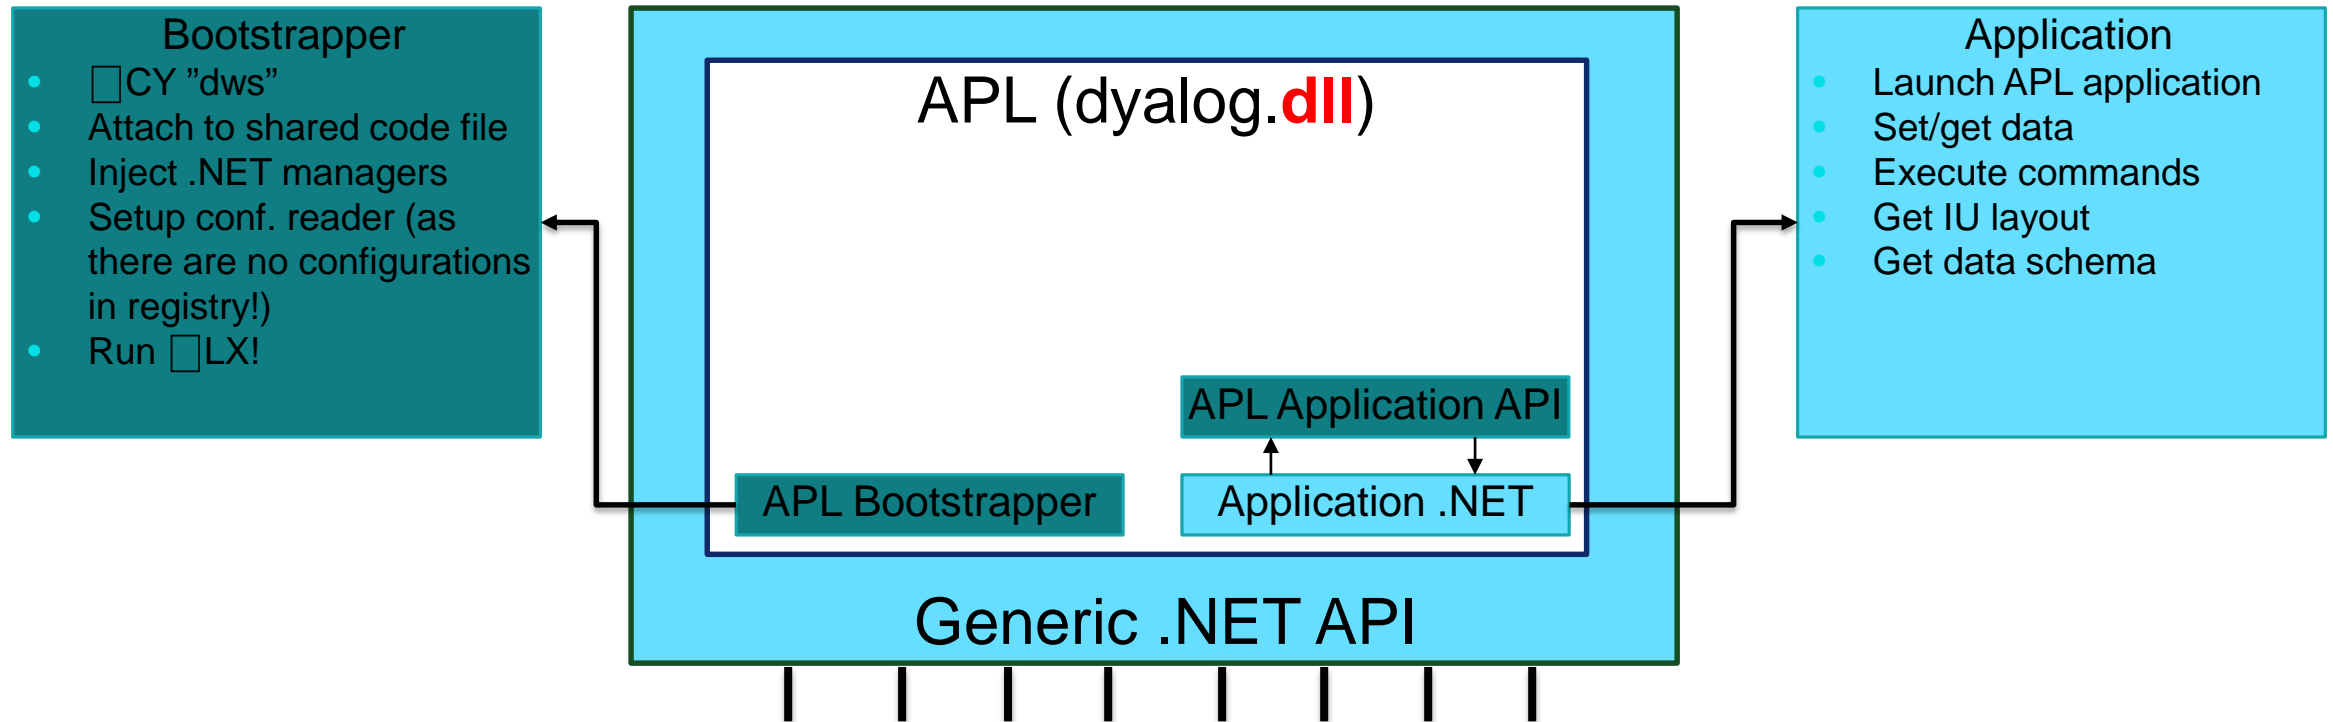 Bootstrapper
• ⎕CY ”dws”
• Attach to shared code file
• Inject .NET managers
• Setup conf. reader (as
there are no configurations
in registry!)
• Run ⎕LX!
APL (dyalog.dll)
APL Application API
APL Bootstrapper
Application .NET
Generic .NET API
Application
• Launch APL application
• Set/get data
• Execute commands
• Get IU layout
• Get data schema